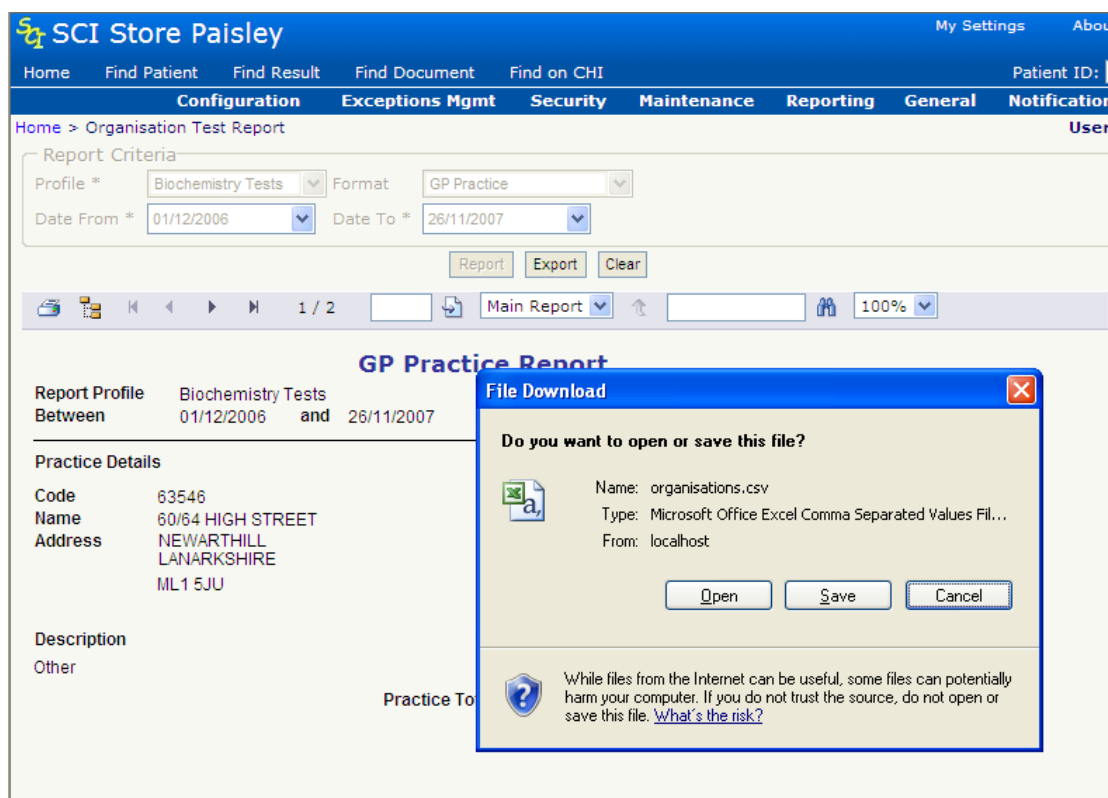 SCI SCI Store Paisley My Settings
Home Find Patient Find Result Find Document Find on CHI Patient ID:
Configuration Exceptions Mgmt Security Maintenance Reporting General
Home > Organisation Test Report
Report Criteria
Profile * Biochemistry Tests Format GP Practice
Date From * 01/12/2006 Date To * 26/11/2007
Report Export Clear
1 / 2 Main Report 100%
GP Practice Report
Report Profile Biochemistry Tests
Between 01/12/2006 and 26/11/2007
Practice Details
Code 63546
Name 60/64 HIGH STREET
Address NEWARTHILL
LANARKSHIRE
ML1 5JU
Description
Other
Practice
File Download
Do you want to open or save this file?
a,
Name: organisations.csv
Type: Microsoft Office Excel Comma Separated Values Fil...
From: localhost
Open Save Cancel
While files from the Internet can be useful, some files can potentially
harm your computer. If you do not trust the source, do not open or
save this file. What's the risk?